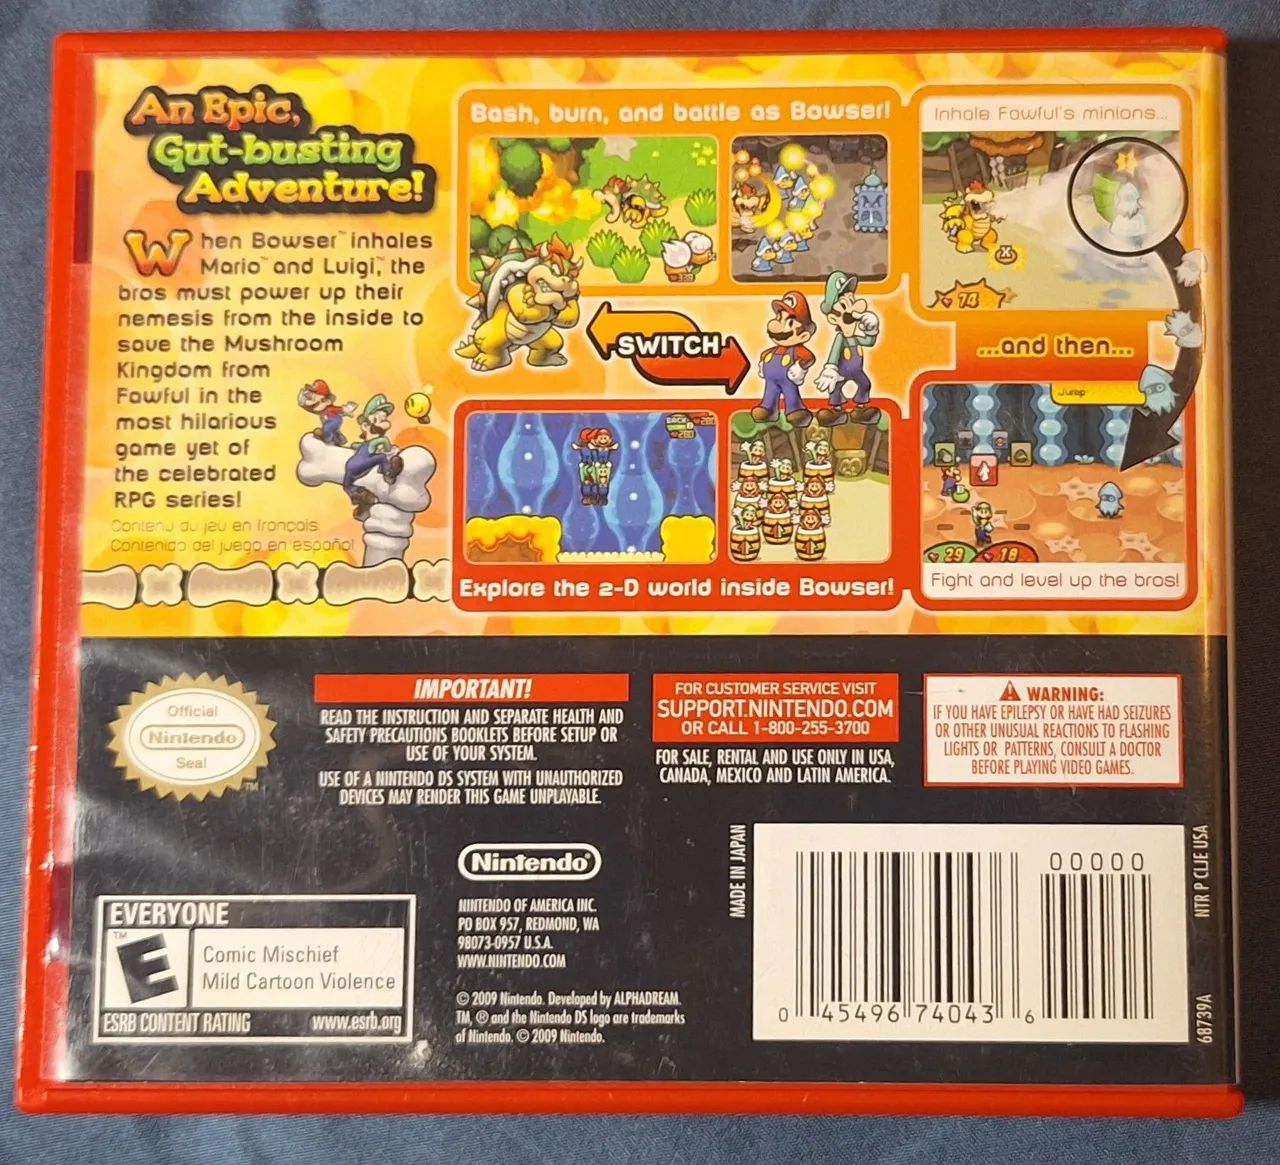 An Epic,
Gut-busting
Adventure!
When Bowser™ inhales
Mario™ and Luigi,™ the
bros must power up their
nemesis from the inside to
save the Mushroom
Kingdom from
Fawful in the
most hilarious
game yet of
the celebrated
RPG series!
Contenu du jeu en français.
Contenido del juego en español.
Bash, burn, and battle as Bowser!
SWITCH
Explore the 2-D world inside Bowser!
Inhale Fawful's minions...
74
...and then...
Jump
29
18
Fight and level up the bros!
Official
Nintendo
Seal
™
IMPORTANT!
READ THE INSTRUCTION AND SEPARATE HEALTH AND
SAFETY PRECAUTIONS BOOKLETS BEFORE SETUP OR
USE OF YOUR SYSTEM.
USE OF A NINTENDO DS SYSTEM WITH UNAUTHORIZED
DEVICES MAY RENDER THIS GAME UNPLAYABLE.
FOR CUSTOMER SERVICE VISIT
SUPPORT.NINTENDO.COM
OR CALL 1-800-255-3700
FOR SALE, RENTAL AND USE ONLY IN USA,
CANADA, MEXICO AND LATIN AMERICA.
WARNING:
IF YOU HAVE EPILEPSY OR HAVE HAD SEIZURES
OR OTHER UNUSUAL REACTIONS TO FLASHING
LIGHTS OR PATTERNS, CONSULT A DOCTOR
BEFORE PLAYING VIDEO GAMES.
EVERYONE
™
E
Comic Mischief
Mild Cartoon Violence
ESRB CONTENT RATING www.esrb.org
Nintendo®
NINTENDO OF AMERICA INC.
PO BOX 957, REDMOND, WA
98073-0957 U.S.A.
WWW.NINTENDO.COM
© 2009 Nintendo. Developed by ALPHADREAM.
TM, ® and the Nintendo DS logo are trademarks
of Nintendo. © 2009 Nintendo.
MADE IN JAPAN
00000
0 45496 74043 6
NTR P CLJE USA
68739A